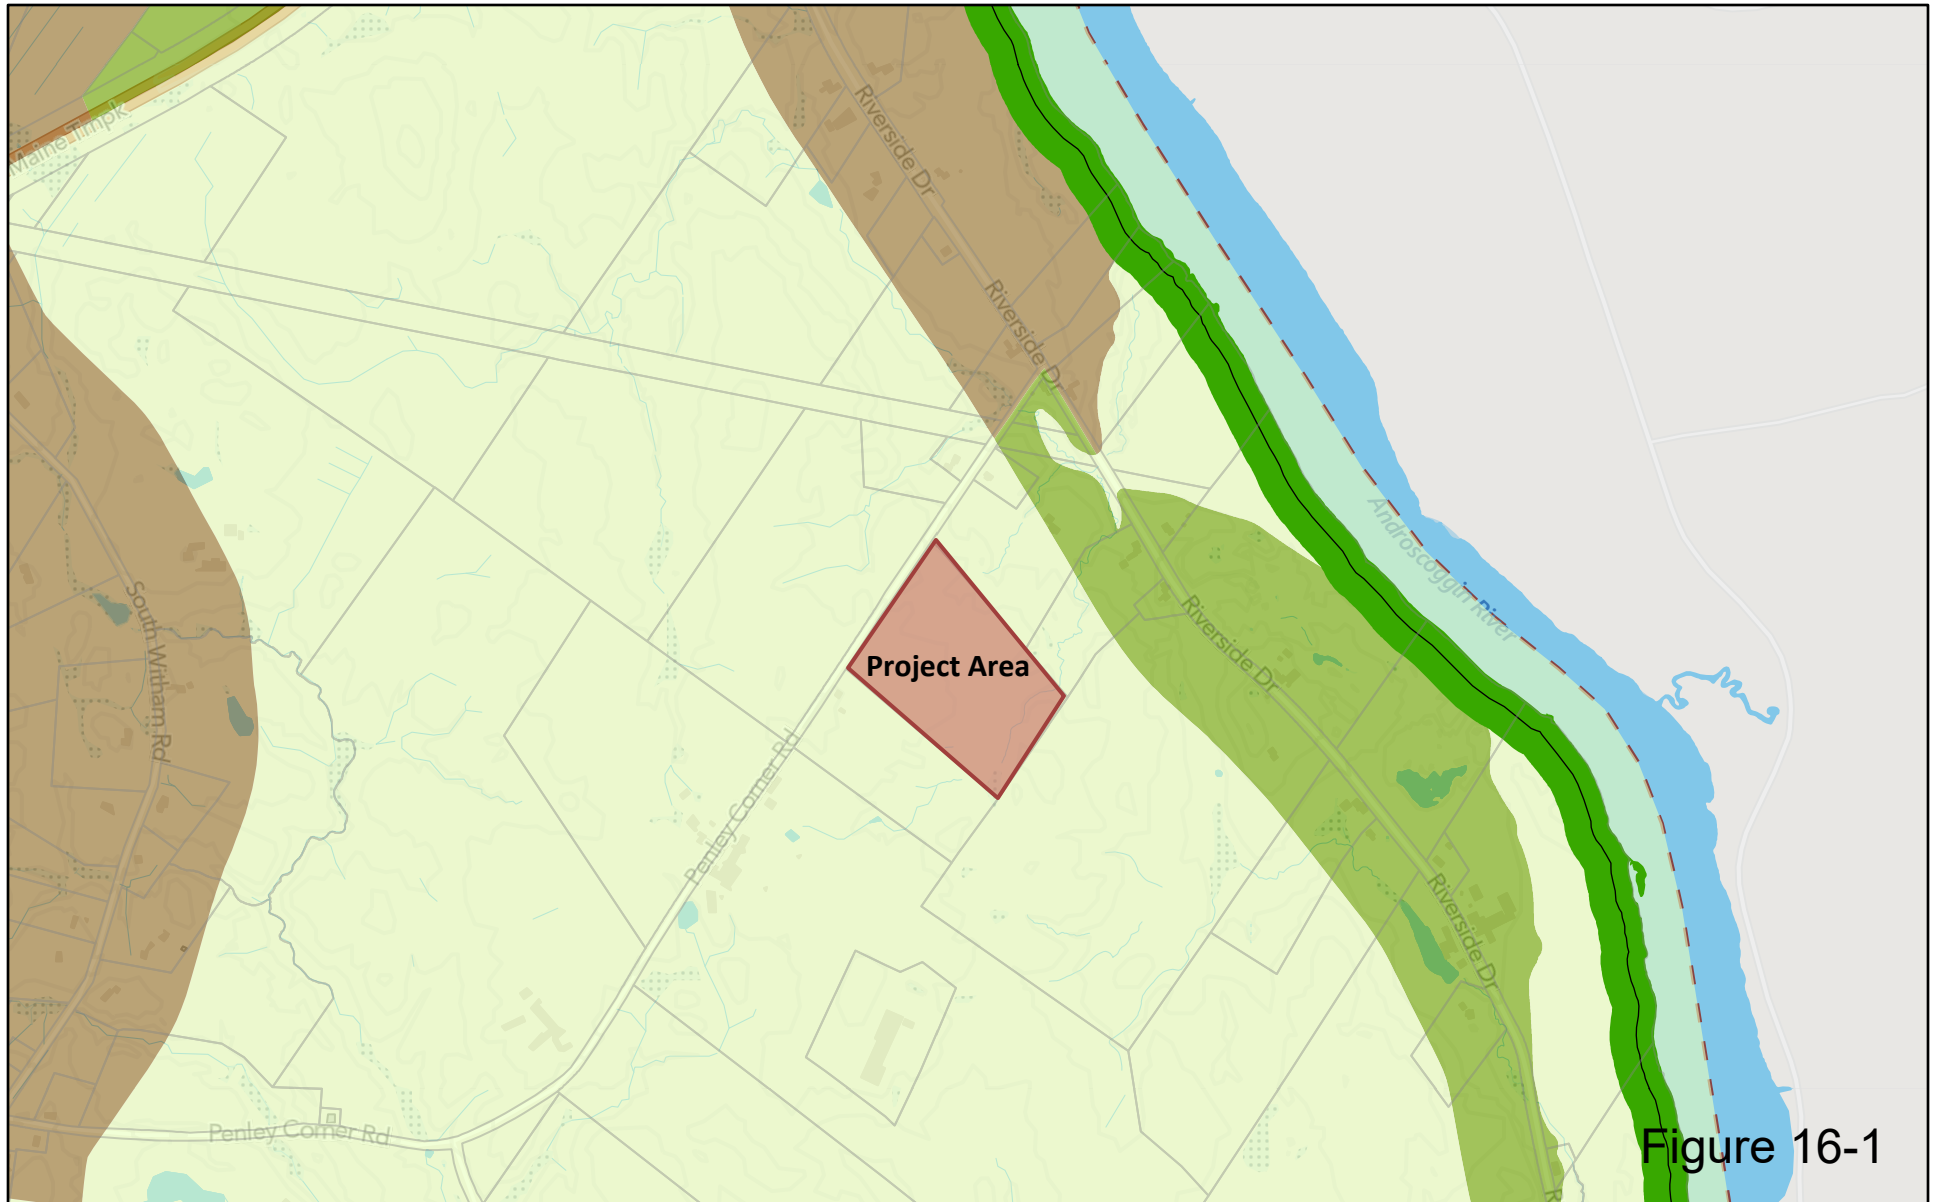 Maine Trnpk
Riverside Dr
Riverside Dr
Androscoggin River
South Witham Rd
Riverside Dr
Project Area
Penley Corner Rd
Riverside Dr
Penley Corner Rd
Figure 16-1
R